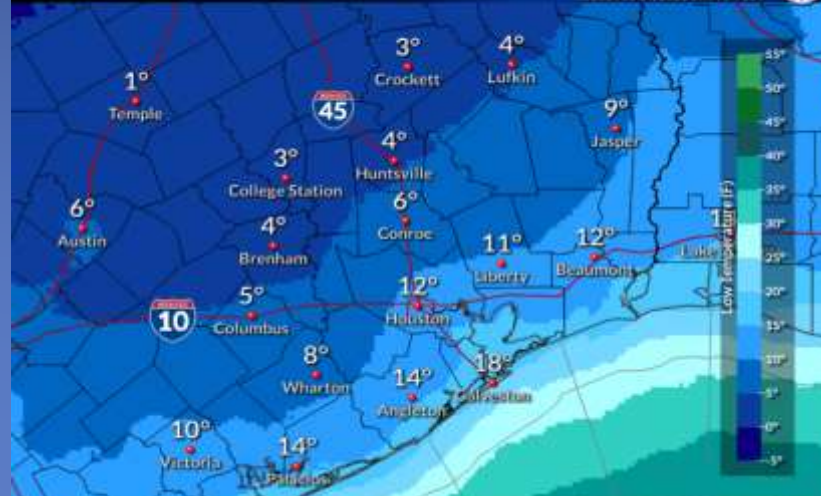 3°
Crockett
4°
Lufkin
1°
Temple
45
9°
Jasper
4°
Huntsville
3°
College Station
6°
Austin
6°
Conroe
4°
Brenham
11°
Liberty
12°
Beaumont
Lake
12°
Houston
5°
Columbus
10
8°
Wharton
14°
Angleton
18°
Galveston
10°
Victoria
14°
Palacios
Low Temperature (F)
55°
50°
45°
40°
35°
30°
25°
20°
15°
10°
5°
0°
-5°